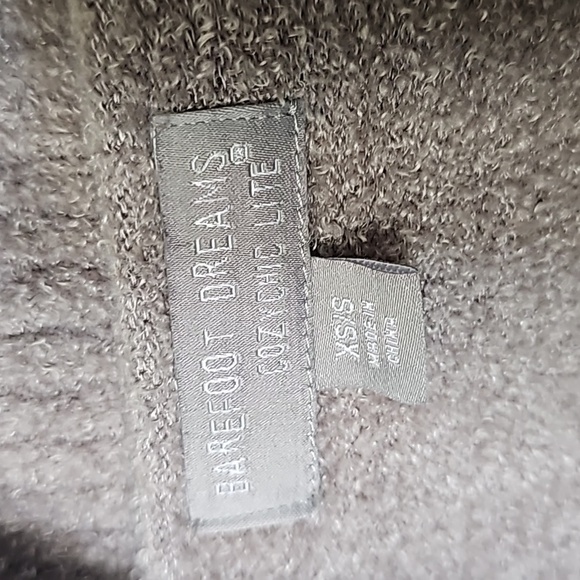 BAREFOOT DREAMS®
COZYCHIC LITE
XS/S
MADE IN
CHINA